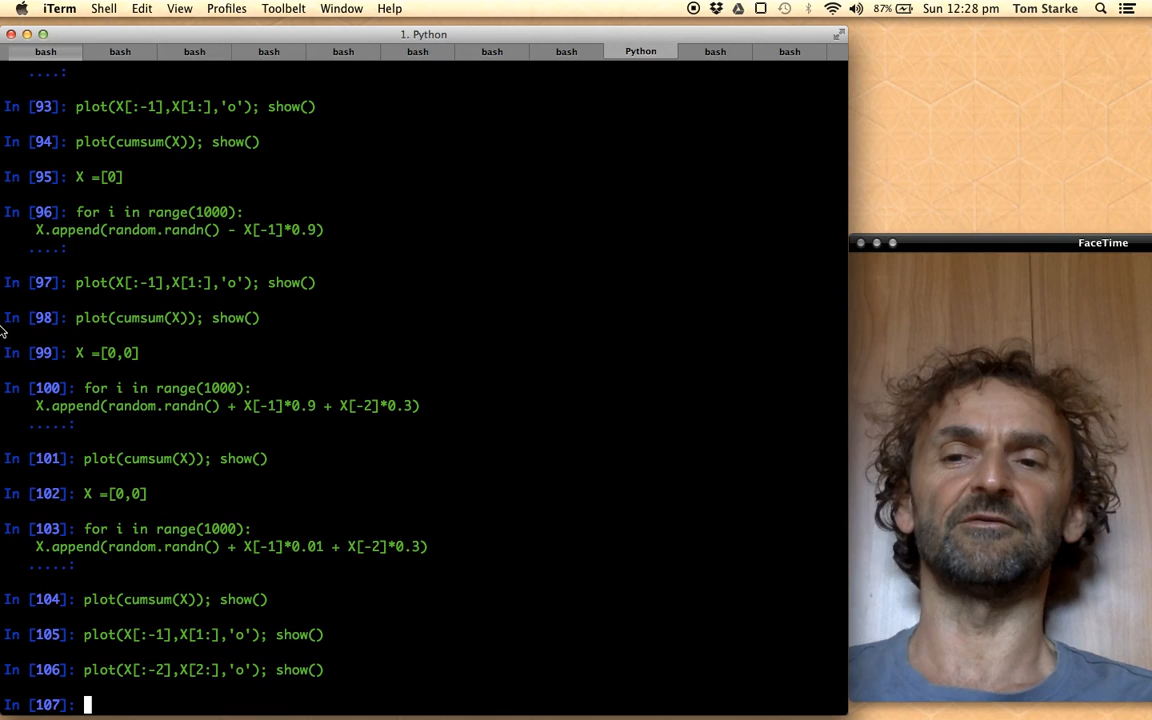 iTerm Shell Edit View Profiles Toolbelt Window Help 87% Sun 12:28 pm Tom Starke
1. Python
bash bash bash bash bash bash bash bash Python bash bash
....:
In [93]: plot(X[:-1],X[1:],'o'); show()
In [94]: plot(cumsum(X)); show()
In [95]: X =[0]
In [96]: for i in range(1000):
X.append(random.randn() - X[-1]*0.9)
....:
In [97]: plot(X[:-1],X[1:],'o'); show()
In [98]: plot(cumsum(X)); show()
In [99]: X =[0,0]
In [100]: for i in range(1000):
X.append(random.randn() + X[-1]*0.9 + X[-2]*0.3)
.....:
In [101]: plot(cumsum(X)); show()
In [102]: X =[0,0]
In [103]: for i in range(1000):
X.append(random.randn() + X[-1]*0.01 + X[-2]*0.3)
.....:
In [104]: plot(cumsum(X)); show()
In [105]: plot(X[:-1],X[1:],'o'); show()
In [106]: plot(X[:-2],X[2:],'o'); show()
In [107]:
FaceTime